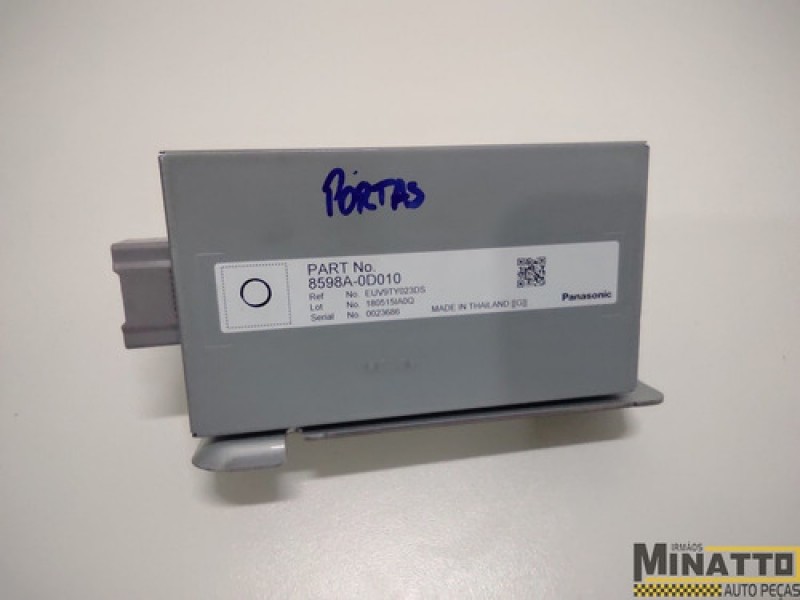 PORTAS
PART No.
8598A-0D010
Ref No. EUV9TY023DS
Lot No. 180515IA0Q
Serial No. 0023686
MADE IN THAILAND [[G]]
Panasonic
IRMÃOS
MINATTO
AUTO PEÇAS